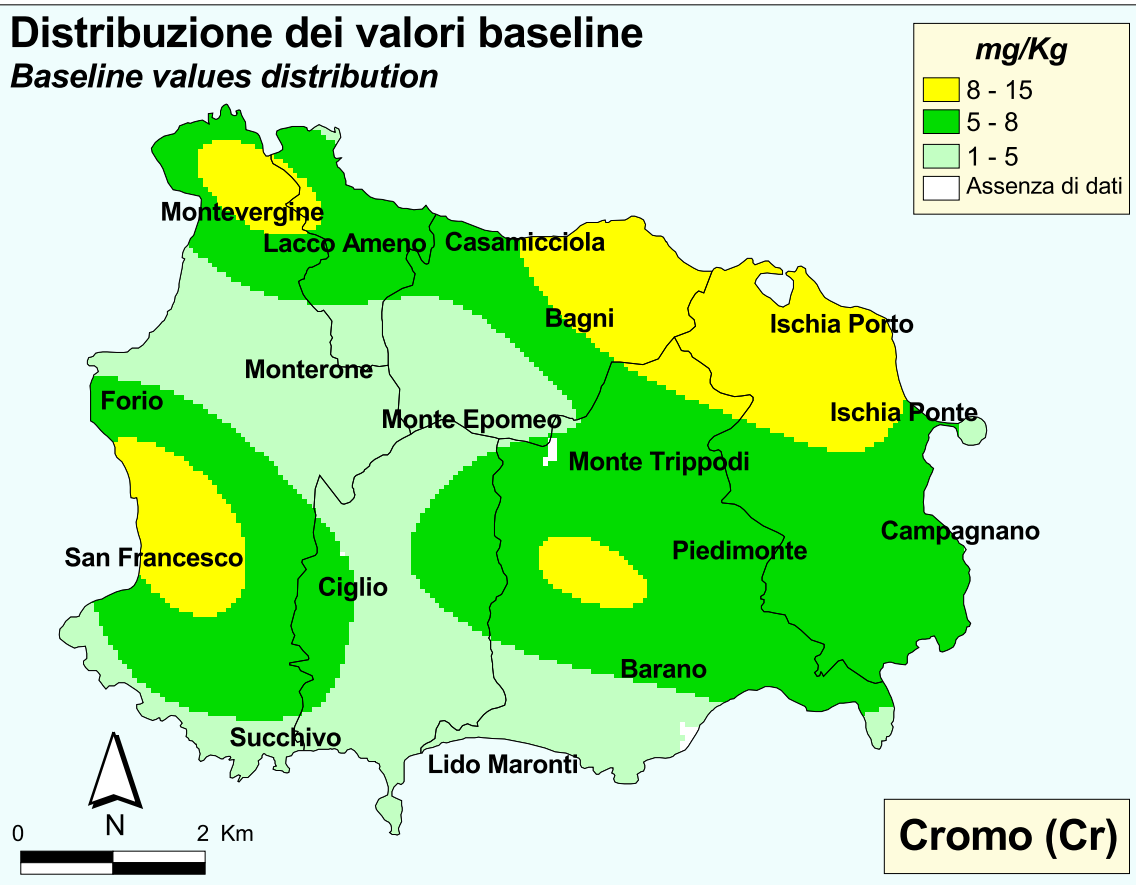 Distribuzione dei valori baseline
Baseline values distribution
mg/Kg
8 - 15
5 - 8
1 - 5
Assenza di dati
Montevergine
Lacco Ameno
Casamicciola
Bagni
Ischia Porto
Monterone
Forio
Monte Epomeo
Ischia Ponte
Monte Trippodi
Campagnano
San Francesco
Piedimonte
Ciglio
Barano
Succhivo
Lido Maronti
N
0 2 Km
Cromo (Cr)